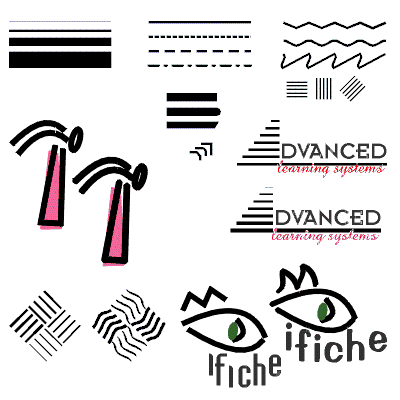 DVANCED
learning systems
DVANCED
learning systems
ifiche
ifiche